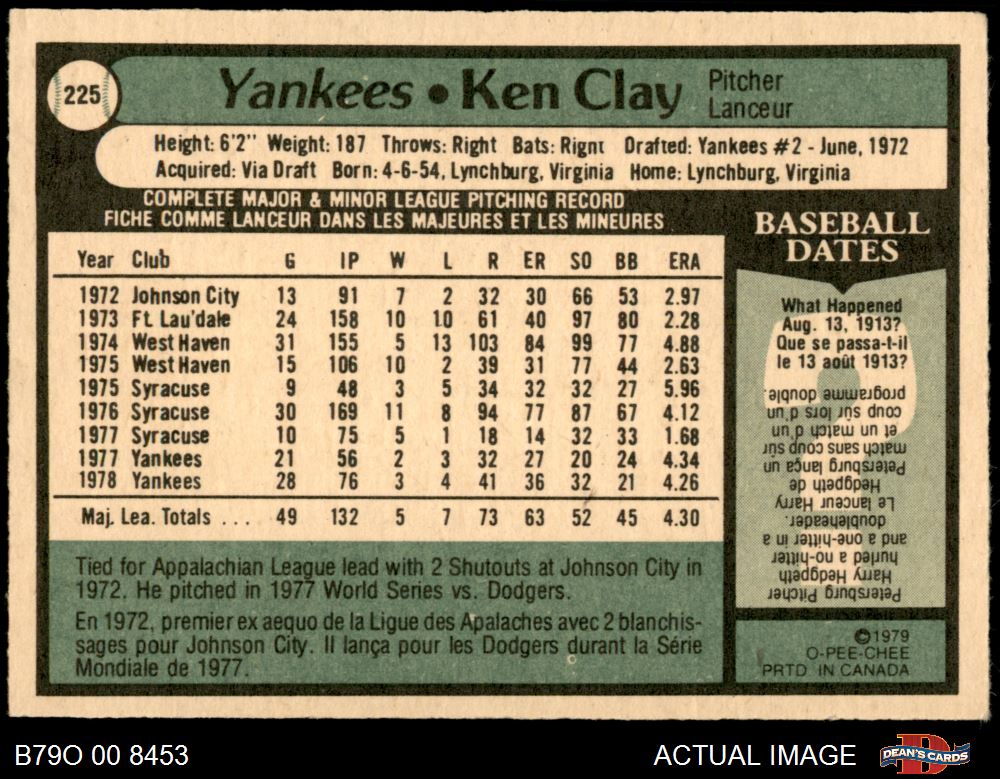 225
Yankees • Ken Clay
Pitcher
Lanceur
Height: 6'2" Weight: 187 Throws: Right Bats: Right Drafted: Yankees #2 - June, 1972
Acquired: Via Draft Born: 4-6-54, Lynchburg, Virginia Home: Lynchburg, Virginia
COMPLETE MAJOR & MINOR LEAGUE PITCHING RECORD
FICHE COMME LANCEUR DANS LES MAJEURES ET LES MINEURES
Year Club G IP W L R ER SO BB ERA
1972 Johnson City 13 91 7 2 32 30 66 53 2.97
1973 Ft. Lau'dale 24 158 10 10 61 40 97 80 2.28
1974 West Haven 31 155 5 13 103 84 99 77 4.88
1975 West Haven 15 106 10 2 39 31 77 44 2.63
1975 Syracuse 9 48 3 5 34 32 32 27 5.96
1976 Syracuse 30 169 11 8 94 77 87 67 4.12
1977 Syracuse 10 75 5 1 18 14 32 33 1.68
1977 Yankees 21 56 2 3 32 27 20 24 4.34
1978 Yankees 28 76 3 4 41 36 32 21 4.26
Maj. Lea. Totals ... 49 132 5 7 73 63 52 45 4.30
Tied for Appalachian League lead with 2 Shutouts at Johnson City in
1972. He pitched in 1977 World Series vs. Dodgers.
En 1972, premier ex aequo de la Ligue des Apalaches avec 2 blanchis-
sages pour Johnson City. Il lança pour les Dodgers durant la Série
Mondiale de 1977.
BASEBALL
DATES
What Happened
Aug. 13, 1913?
Que se passa-t-il
le 13 août 1913?
Petersburg Pitcher
Harry Hedgpeth
hurled a no-hitter
and a one-hitter in a
doubleheader.
Le lanceur Harry
Hedgpeth de
Petersburg lança un
match sans coup sûr
et un match d'un
coup sûr lors d'un
programme double.
©1979
O-PEE-CHEE
PRTD IN CANADA
B79O 00 8453
ACTUAL IMAGE
DEAN'S CARDS